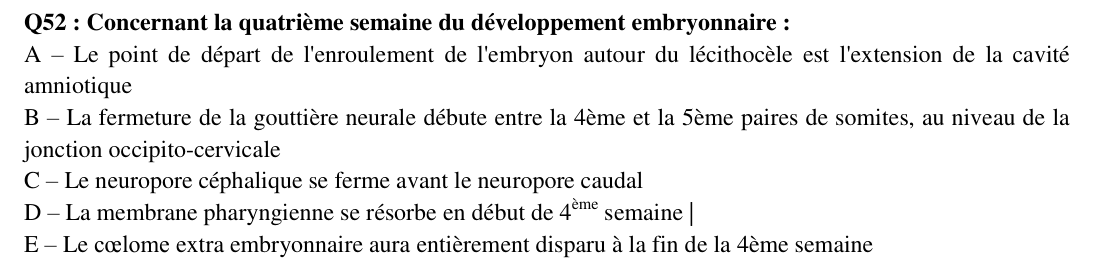 Q52 : Concernant la quatrième semaine du développement embryonnaire :
A – Le point de départ de l'enroulement de l'embryon autour du lécithocèle est l'extension de la cavité
amniotique
B – La fermeture de la gouttière neurale débute entre la 4ème et la 5ème paires de somites, au niveau de la
jonction occipito-cervicale
C – Le neuropore céphalique se ferme avant le neuropore caudal
D – La membrane pharyngienne se résorbe en début de 4ème semaine
E – Le cœlome extra embryonnaire aura entièrement disparu à la fin de la 4ème semaine